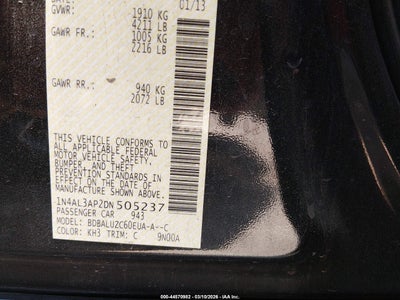 01/13
GVWR: 1910 KG
4211 LB
GAWR FR.: 1005 KG
2216 LB
GAWR RR: 940 KG
2072 LB
THIS VEHICLE CONFORMS TO
ALL APPLICABLE FEDERAL
MOTOR VEHICLE SAFETY,
BUMPER, AND THEFT
PREVENTION STANDARDS IN
EFFECT ON THE DATE OF
MANUFACTURE SHOWN ABOVE.
1N4AL3AP2DN505237
PASSENGER CAR 943
MODEL: BDBALUZC60EUA-A--C
COLOR: KH3 TRIM: C 9N00A
000-44570982 - 03/10/2026 - IAA, Inc.